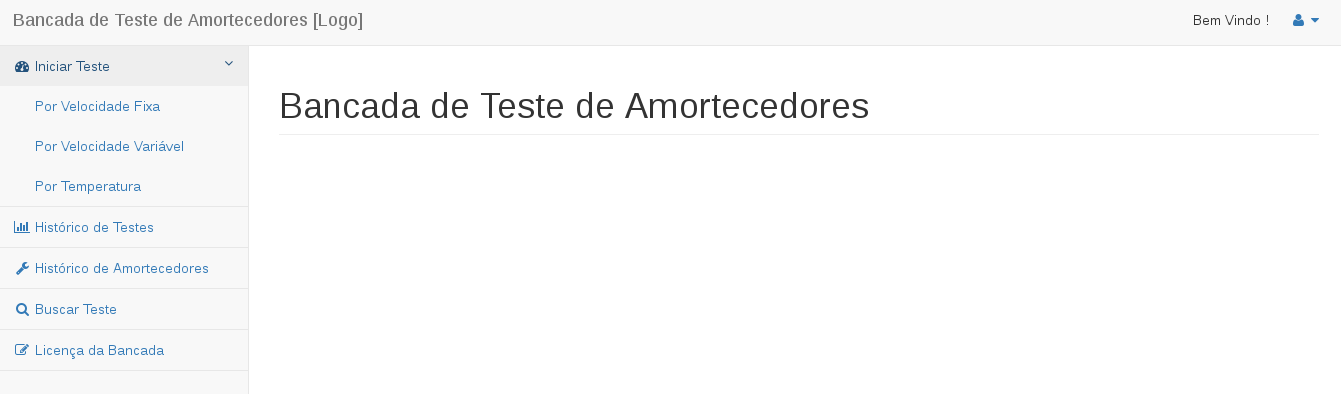 Bancada de Teste de Amortecedores [Logo]
Bem Vindo !
Iniciar Teste
Por Velocidade Fixa
Por Velocidade Variável
Por Temperatura
Histórico de Testes
Histórico de Amortecedores
Buscar Teste
Licença da Bancada
Bancada de Teste de Amortecedores